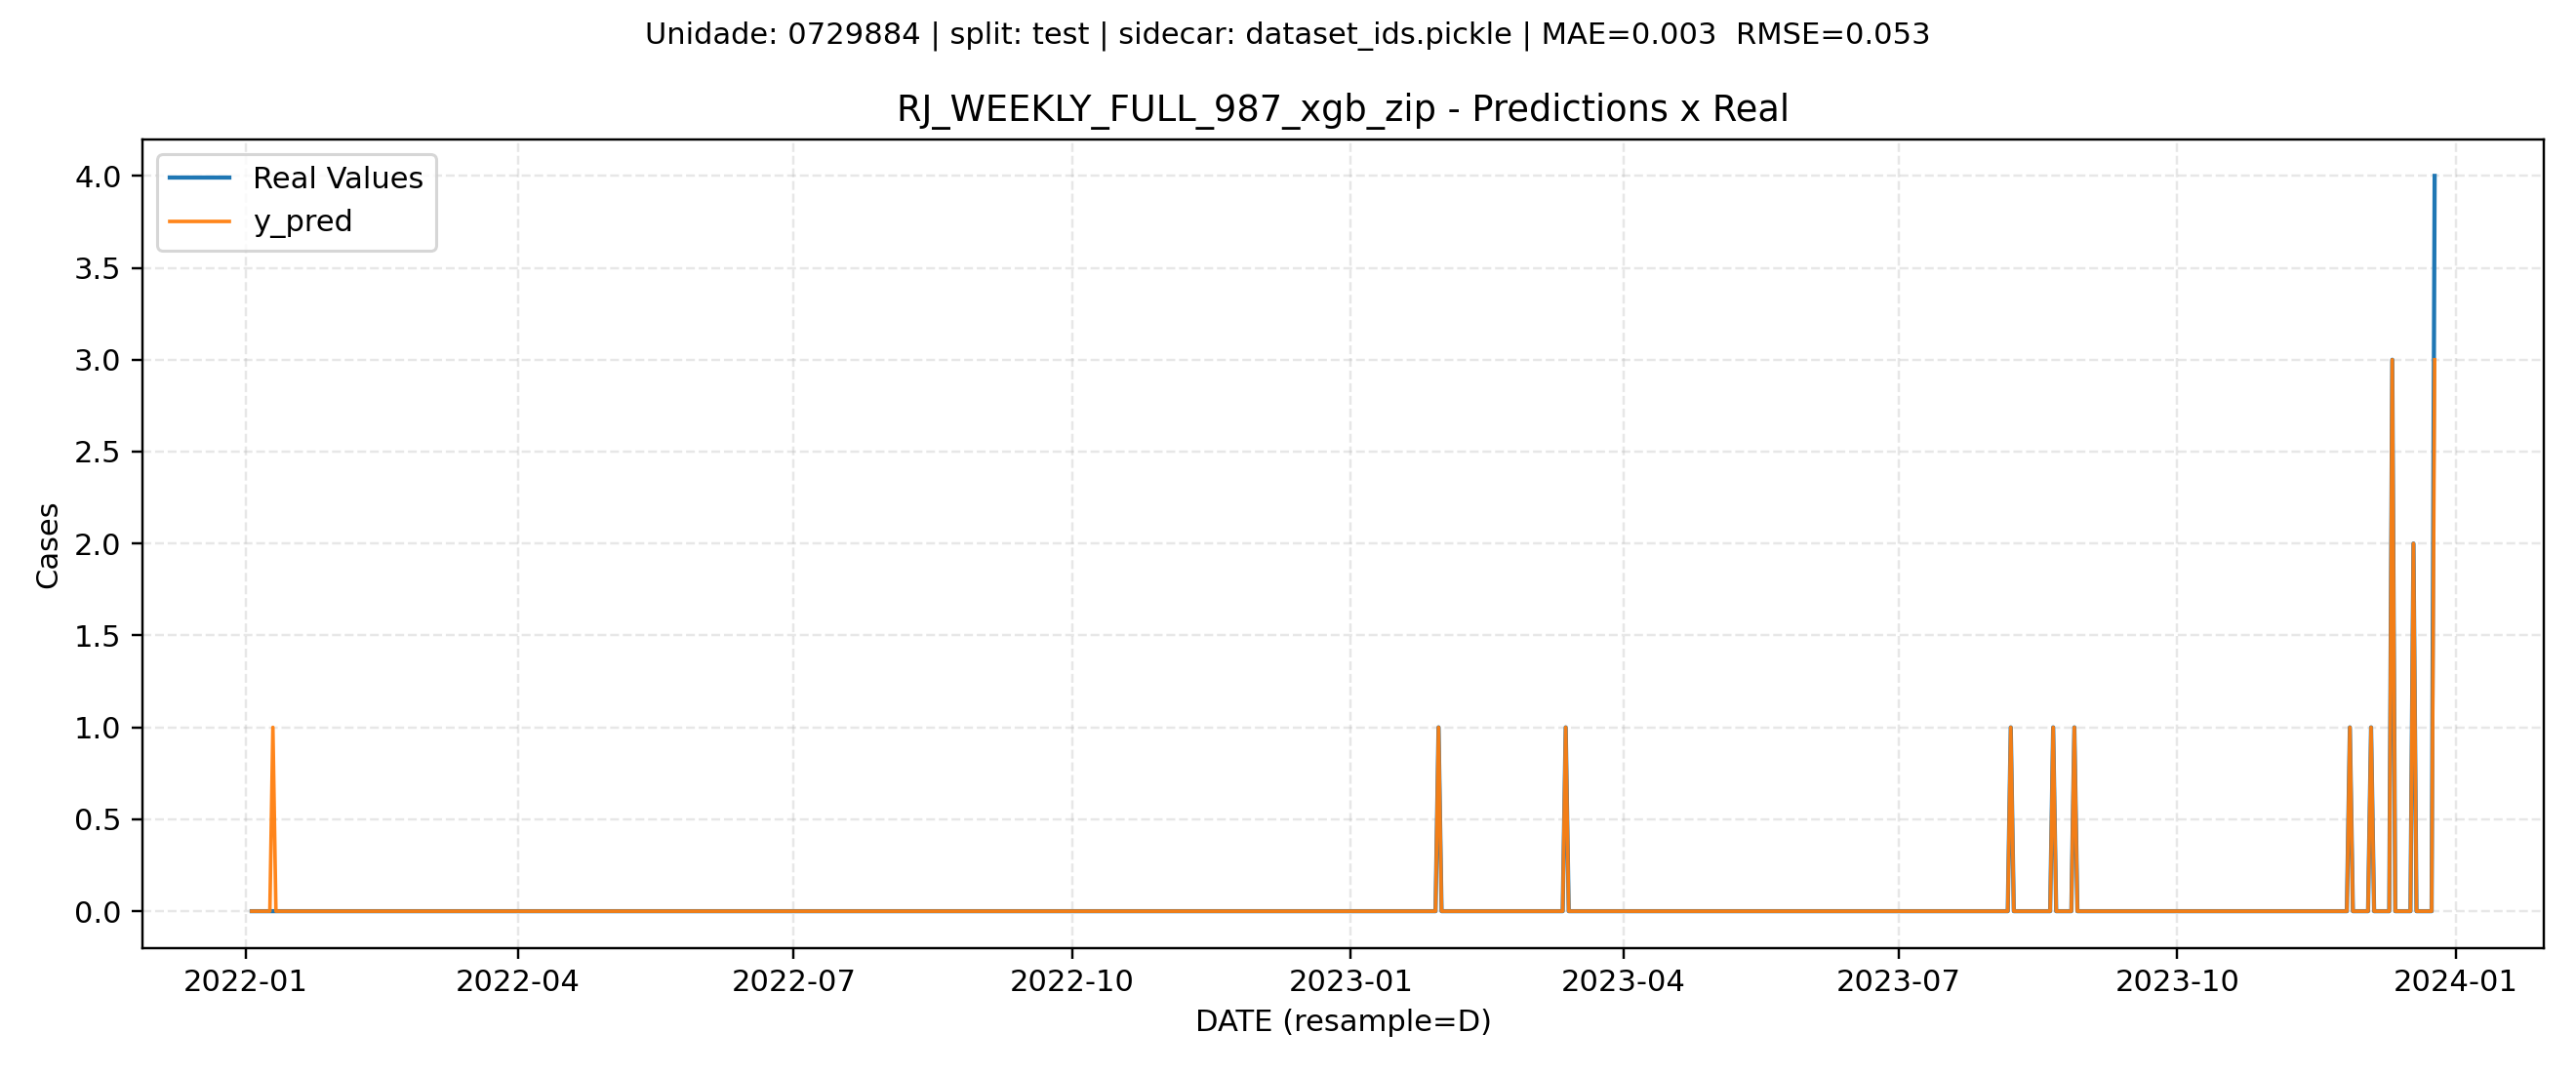 Unidade: 0729884 | split: test | sidecar: dataset_ids.pickle | MAE=0.003  RMSE=0.053
RJ_WEEKLY_FULL_987_xgb_zip - Predictions x Real
Real Values
y_pred
4.0
3.5
3.0
2.5
2.0
1.5
1.0
0.5
0.0
Cases
2022-01 2022-04 2022-07 2022-10 2023-01 2023-04 2023-07 2023-10 2024-01
DATE (resample=D)